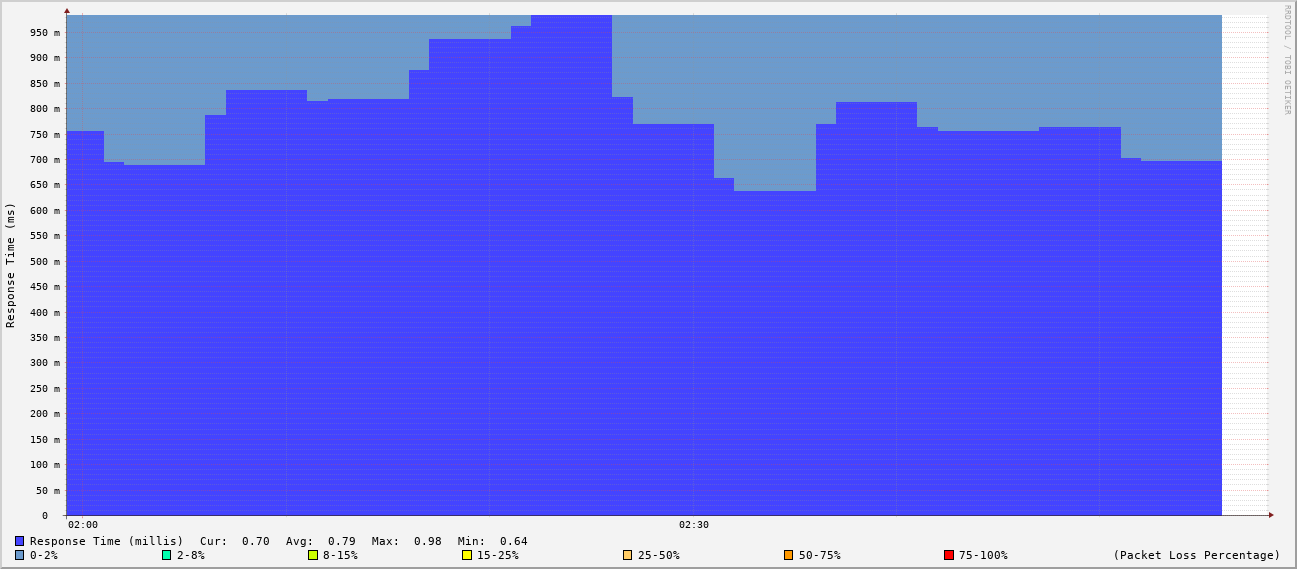 RRDTOOL / TOBI OETIKER
Response Time (ms)
950 m
900 m
850 m
800 m
750 m
700 m
650 m
600 m
550 m
500 m
450 m
400 m
350 m
300 m
250 m
200 m
150 m
100 m
50 m
0
02:00 02:30
Response Time (millis) Cur: 0.70 Avg: 0.79 Max: 0.98 Min: 0.64
0-2% 2-8% 8-15% 15-25% 25-50% 50-75% 75-100% (Packet Loss Percentage)